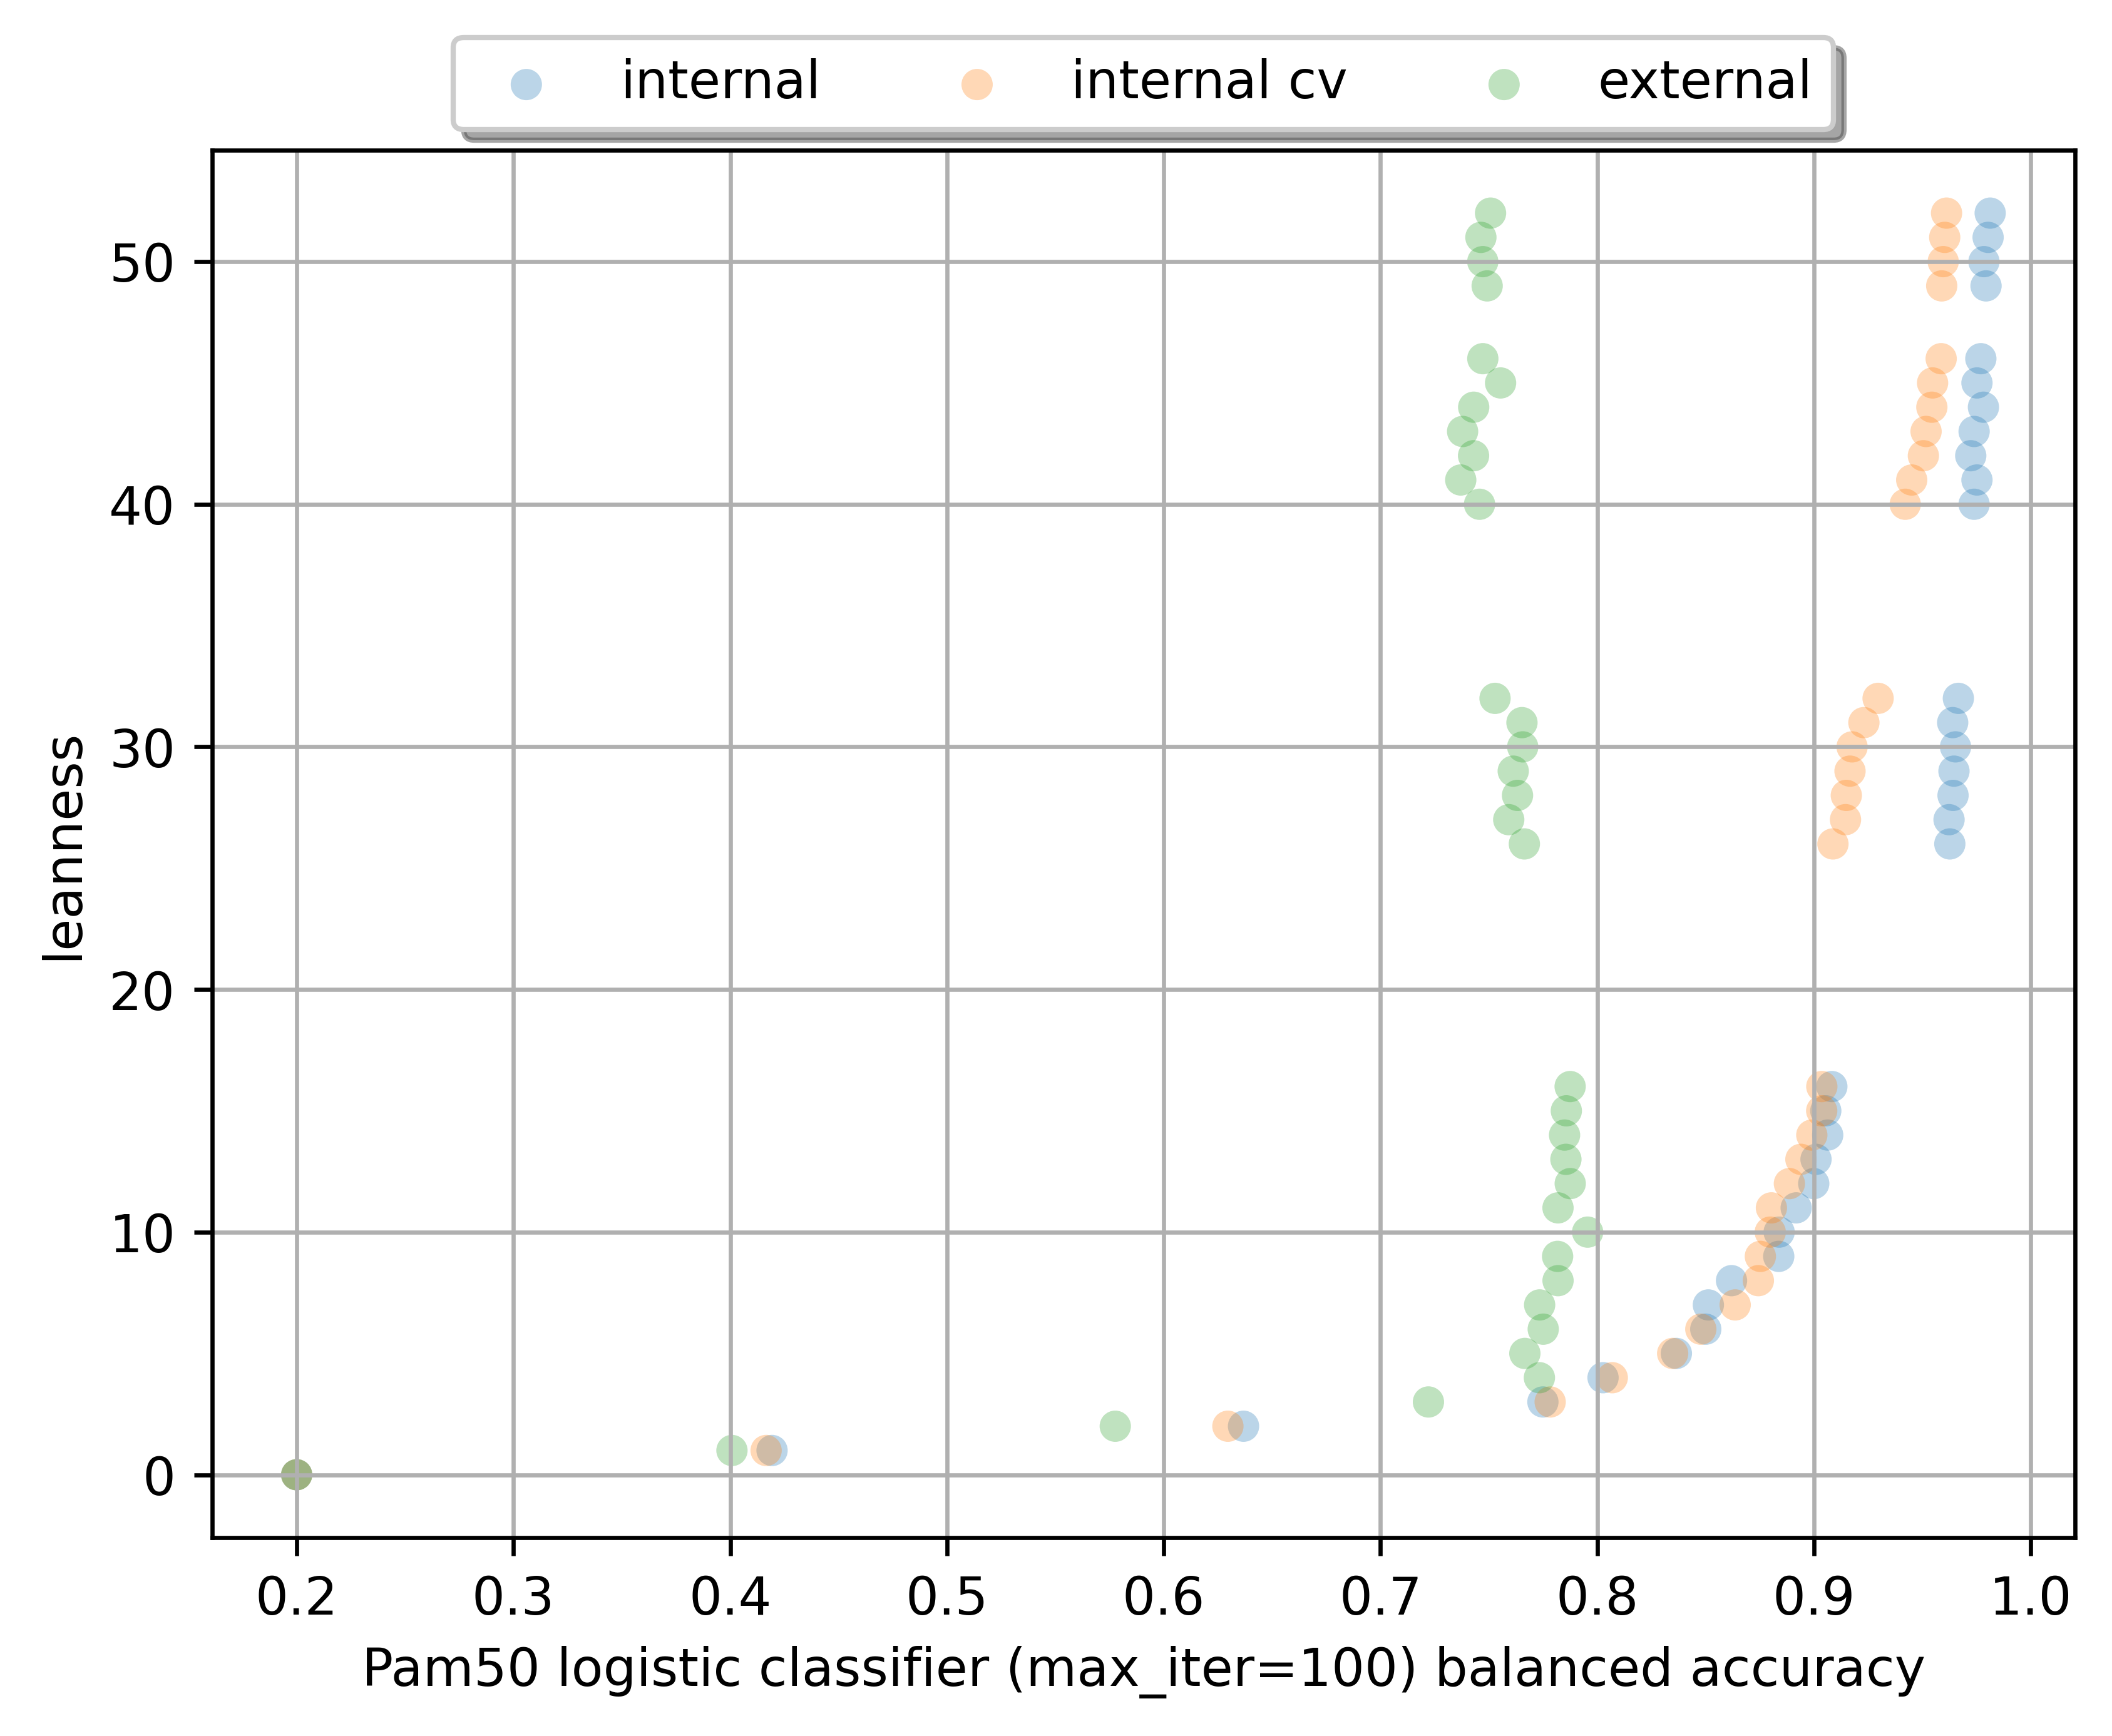 internal internal cv external
50
40
30
20
10
0
leanness
0.2 0.3 0.4 0.5 0.6 0.7 0.8 0.9 1.0
Pam50 logistic classifier (max_iter=100) balanced accuracy